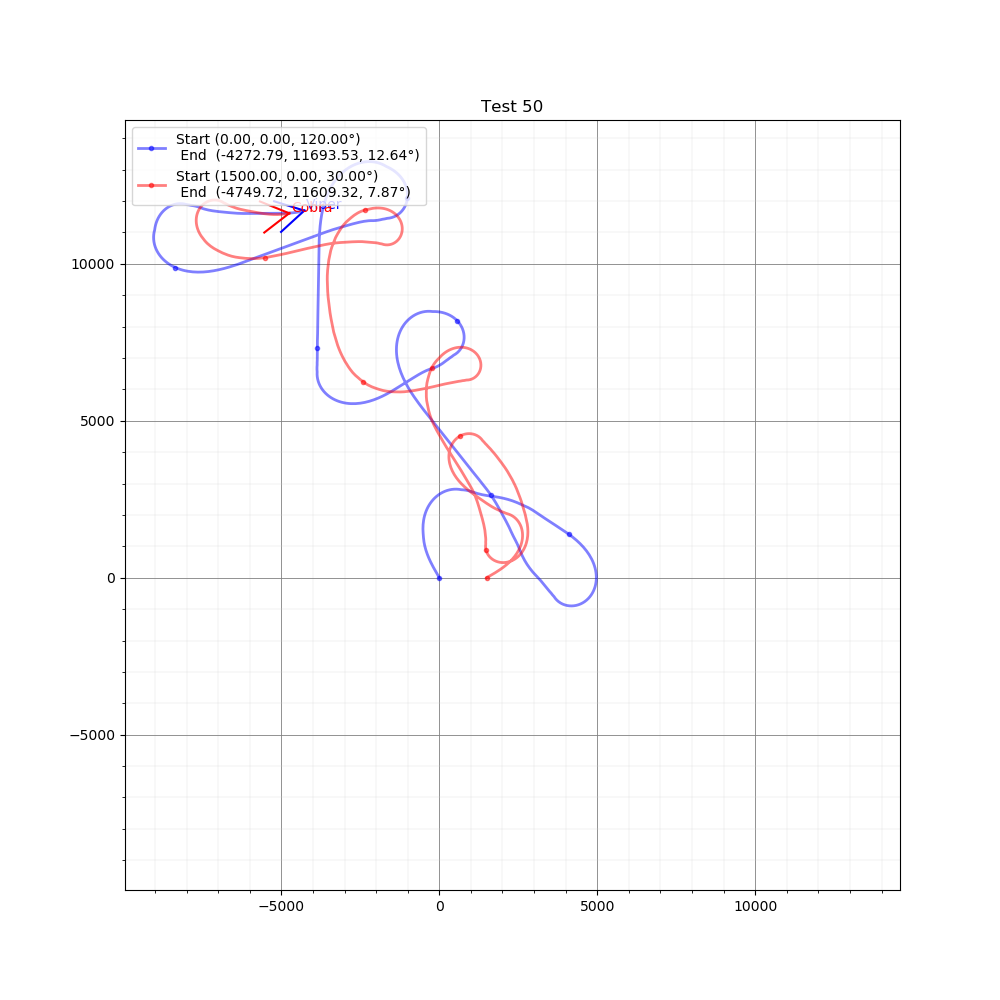 Test 50
Start (0.00, 0.00, 120.00°)
End (-4272.79, 11693.53, 12.64°)
Start (1500.00, 0.00, 30.00°)
End (-4749.72, 11609.32, 7.87°)
10000
5000
0
−5000
−5000
0
5000
10000